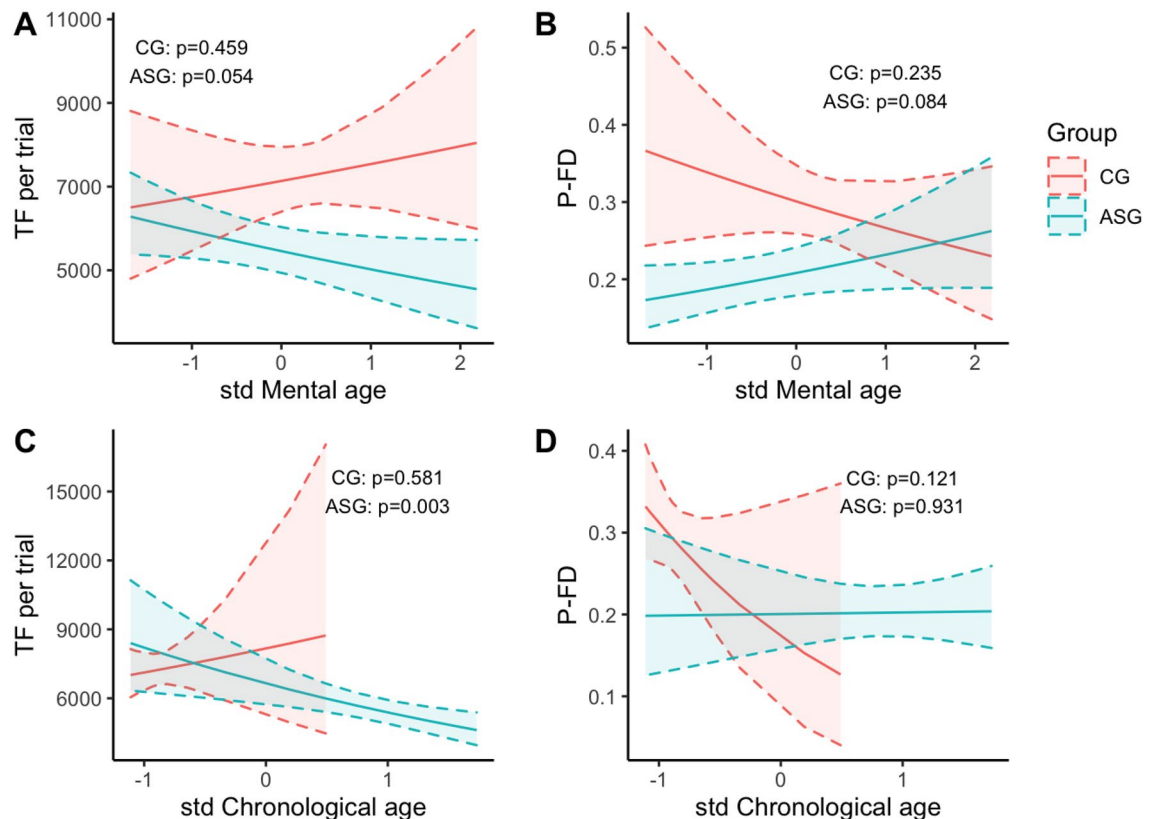 A
CG: p=0.459
ASG: p=0.054
TF per trial
11000
9000
7000
5000
-1
0
1
2
std Mental age
B
CG: p=0.235
ASG: p=0.084
P-FD
0.5
0.4
0.3
0.2
-1
0
1
2
std Mental age
Group
CG
ASG
C
CG: p=0.581
ASG: p=0.003
TF per trial
15000
12000
9000
6000
-1
0
1
std Chronological age
D
CG: p=0.121
ASG: p=0.931
P-FD
0.4
0.3
0.2
0.1
-1
0
1
std Chronological age